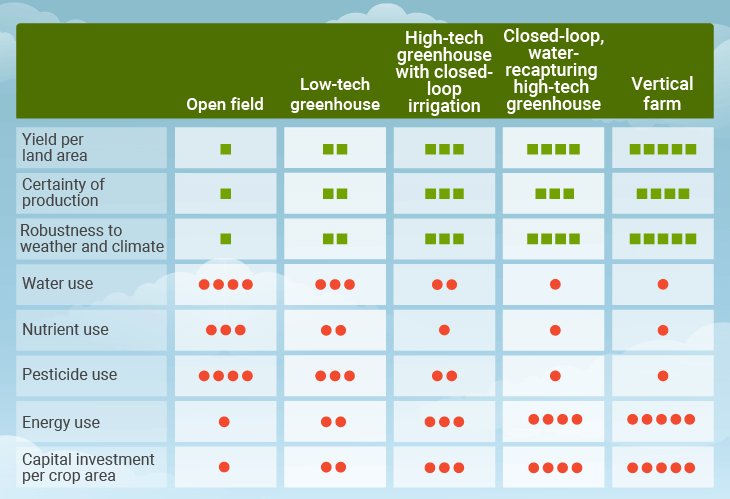 Open field
Low-tech
greenhouse
High-tech
greenhouse
with closed-
loop
irrigation
Closed-loop,
water-
recapturing
high-tech
greenhouse
Vertical
farm
Yield per
land area
Certainty of
production
Robustness to
weather and climate
Water use
Nutrient use
Pesticide use
Energy use
Capital investment
per crop area